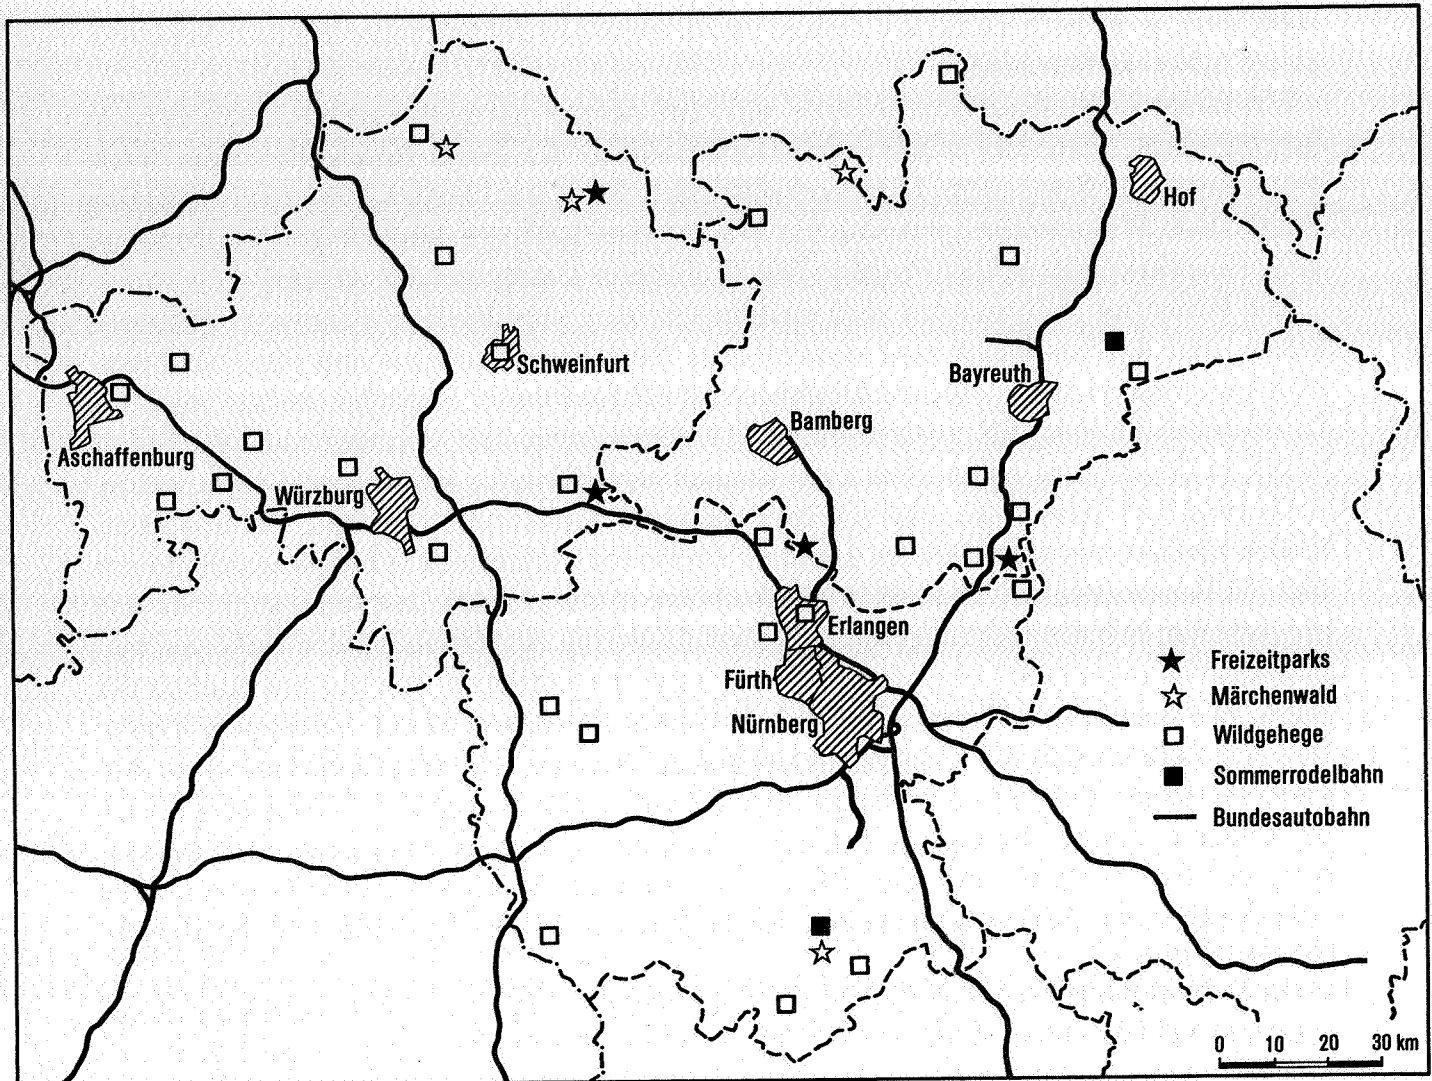 Hof
Schweinfurt
Bayreuth
Bamberg
Aschaffenburg
Würzburg
Erlangen
Fürth
Nürnberg
Freizeitparks
Märchenwald
Wildgehege
Sommerrodelbahn
Bundesautobahn
0 10 20 30 km